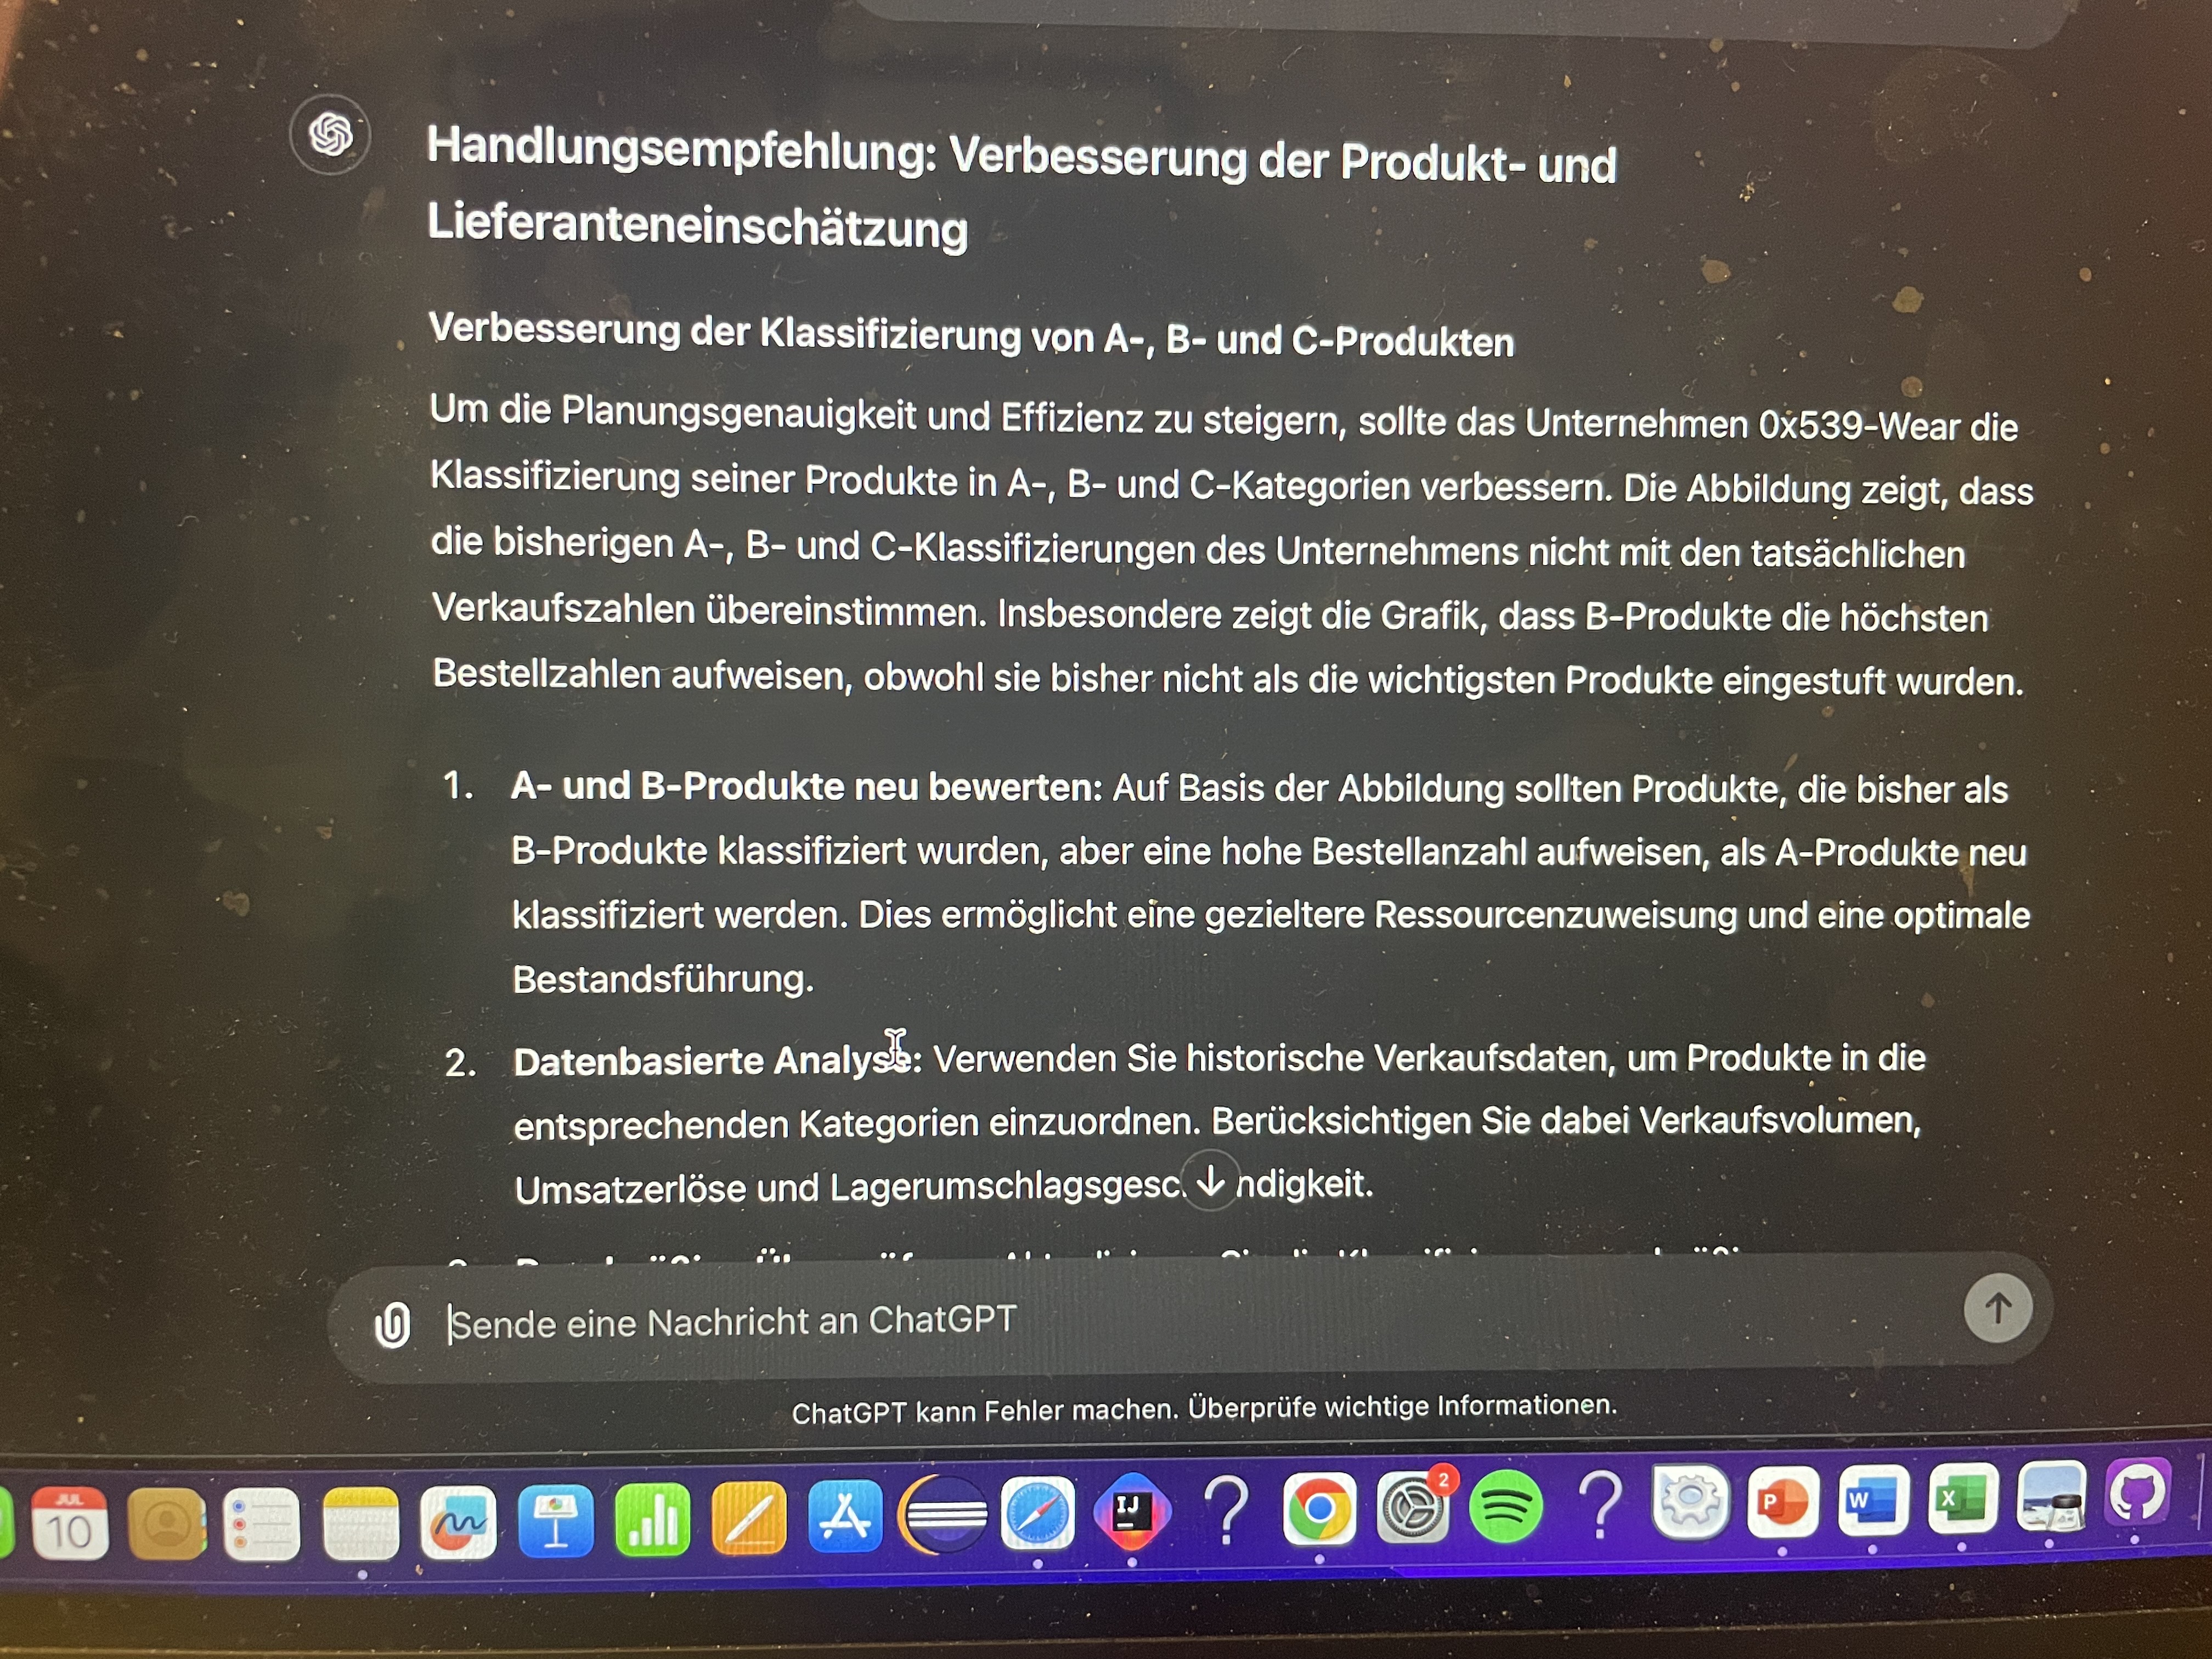 Handlungsempfehlung: Verbesserung der Produkt- und
Lieferanteneinschätzung
Verbesserung der Klassifizierung von A-, B- und C-Produkten
Um die Planungsgenauigkeit und Effizienz zu steigern, sollte das Unternehmen 0x539-Wear die
Klassifizierung seiner Produkte in A-, B- und C-Kategorien verbessern. Die Abbildung zeigt, dass
die bisherigen A-, B- und C-Klassifizierungen des Unternehmens nicht mit den tatsächlichen
Verkaufszahlen übereinstimmen. Insbesondere zeigt die Grafik, dass B-Produkte die höchsten
Bestellzahlen aufweisen, obwohl sie bisher nicht als die wichtigsten Produkte eingestuft wurden.
1. A- und B-Produkte neu bewerten: Auf Basis der Abbildung sollten Produkte, die bisher als
B-Produkte klassifiziert wurden, aber eine hohe Bestellanzahl aufweisen, als A-Produkte neu
klassifiziert werden. Dies ermöglicht eine gezieltere Ressourcenzuweisung und eine optimale
Bestandsführung.
2. Datenbasierte Analyse: Verwenden Sie historische Verkaufsdaten, um Produkte in die
entsprechenden Kategorien einzuordnen. Berücksichtigen Sie dabei Verkaufsvolumen,
Umsatzerlöse und
Sende eine Nachricht an ChatGPT
ChatGPT kann Fehler machen. Überprüfe wichtige Informationen.
JUL
10
IJ
?
2
?
P
W
X